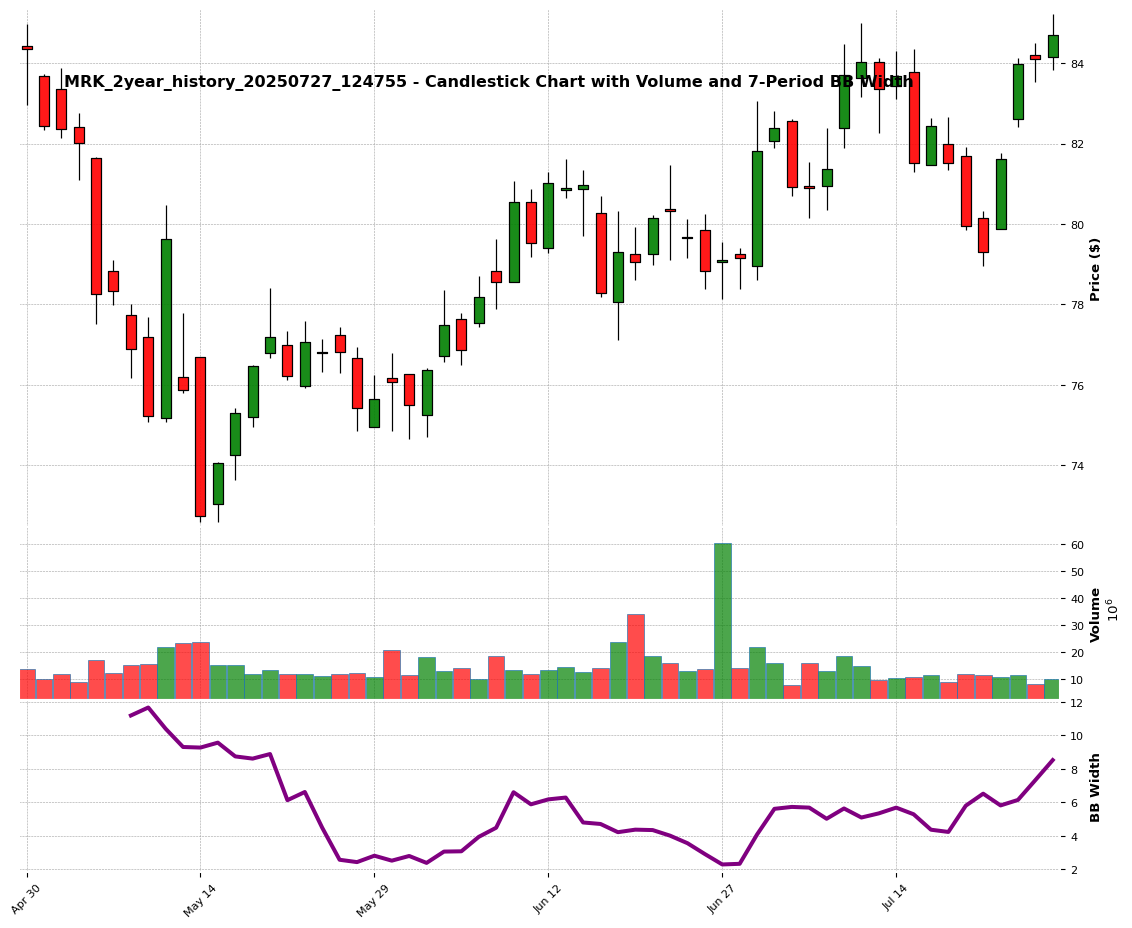 MRK_2year_history_20250727_124755 - Candlestick Chart with Volume and 7-Period BB Width
84
82
80
78
76
74
Price ($)
60
50
40
30
20
10
Volume
10^6
12
10
8
6
4
2
BB Width
Apr 30
May 14
May 29
Jun 12
Jun 27
Jul 14